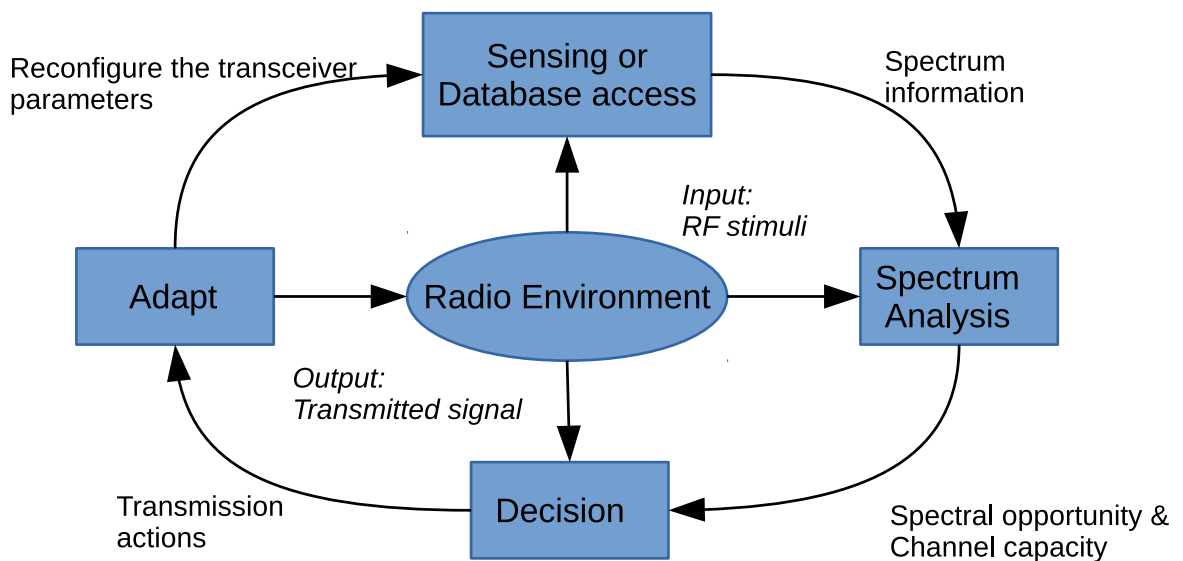 Sensing or
Database access
Reconfigure the transceiver
parameters
Spectrum
information
Input:
RF stimuli
Adapt
Radio Environment
Spectrum
Analysis
Output:
Transmitted signal
Decision
Transmission
actions
Spectral opportunity &
Channel capacity